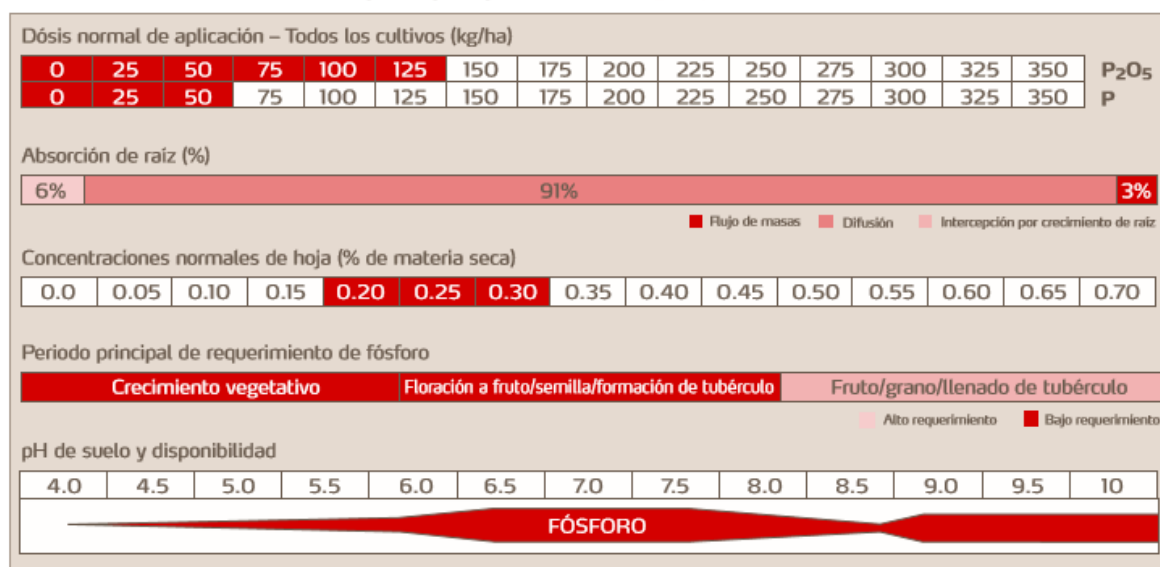 Dósis normal de aplicación – Todos los cultivos (kg/ha)
0 25 50 75 100 125 150 175 200 225 250 275 300 325 350 P₂O₅
0 25 50 75 100 125 150 175 200 225 250 275 300 325 350 P
Absorción de raíz (%)
6% 91% 3%
Flujo de masas Difusión Intercepción por crecimiento de raíz
Concentraciones normales de hoja (% de materia seca)
0.0 0.05 0.10 0.15 0.20 0.25 0.30 0.35 0.40 0.45 0.50 0.55 0.60 0.65 0.70
Periodo principal de requerimiento de fósforo
Crecimiento vegetativo Floración a fruto/semilla/formación de tubérculo Fruto/grano/llenado de tubérculo
Alto requerimiento Bajo requerimiento
pH de suelo y disponibilidad
4.0 4.5 5.0 5.5 6.0 6.5 7.0 7.5 8.0 8.5 9.0 9.5 10
FÓSFORO